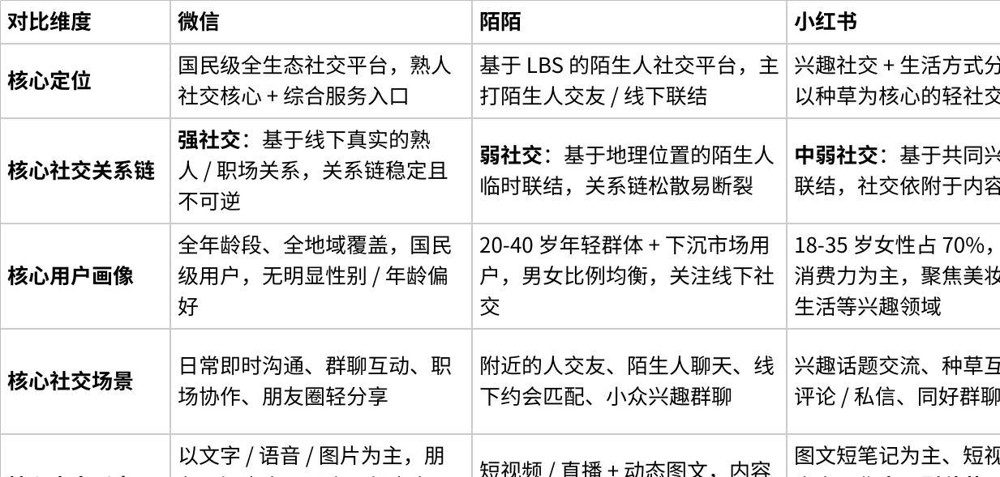 对比维度
微信
陌陌
小红书
核心定位
国民级全生态社交平台，熟人
社交核心 + 综合服务入口
基于 LBS 的陌生人社交平台，主
打陌生人交友 / 线下联结
兴趣社交 + 生活方式分
以种草为核心的轻社交
核心社交关系链
强社交：基于线下真实的熟
人 / 职场关系，关系链稳定且
不可逆
弱社交：基于地理位置的陌生人
临时联结，关系链松散易断裂
中弱社交：基于共同兴
联结，社交依附于内容
核心用户画像
全年龄段、全地域覆盖，国民
级用户，无明显性别 / 年龄偏
好
20-40 岁年轻群体 + 下沉市场用
户，男女比例均衡，关注线下社
交
18-35 岁女性占 70%，
消费力为主，聚焦美妆
生活等兴趣领域
核心社交场景
日常即时沟通、群聊互动、职
场协作、朋友圈轻分享
附近的人交友、陌生人聊天、线
下约会匹配、小众兴趣群聊
兴趣话题交流、种草互
评论 / 私信、同好群聊
以文字 / 语音 / 图片为主，朋
短视频 / 直播 + 动态图文，内容
图文短笔记为主、短视